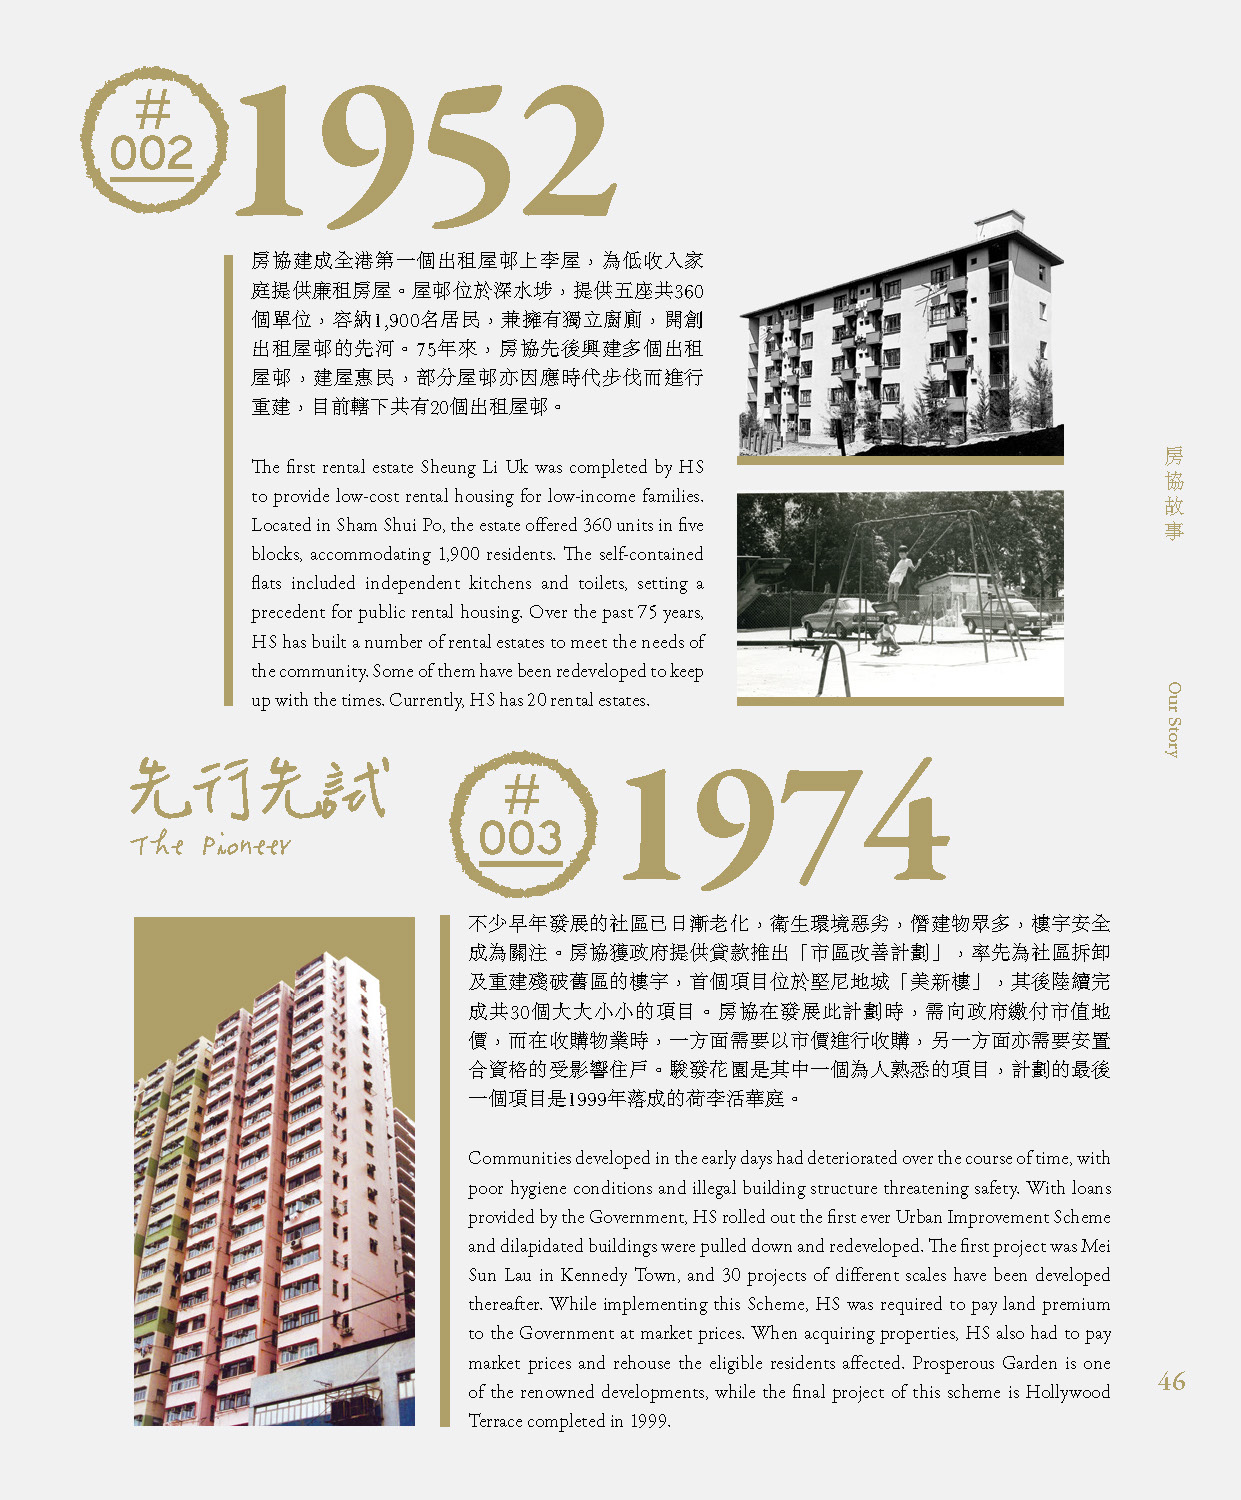 #
002
1952
房協建成全港第一個出租屋邨上李屋，為低收入家
庭提供廉租房屋。屋邨位於深水埗，提供五座共360
個單位，容納1,900名居民，兼擁有獨立廚廁，開創
出租屋邨的先河。75年來，房協先後興建多個出租
屋邨，建屋惠民，部分屋邨亦因應時代步伐而進行
重建，目前轄下共有20個出租屋邨。
The first rental estate Sheung Li Uk was completed by HS
to provide low-cost rental housing for low-income families.
Located in Sham Shui Po, the estate offered 360 units in five
blocks, accommodating 1,900 residents. The self-contained
flats included independent kitchens and toilets, setting a
precedent for public rental housing. Over the past 75 years,
HS has built a number of rental estates to meet the needs of
the community. Some of them have been redeveloped to keep
up with the times. Currently, HS has 20 rental estates.
房協故事
Our Story
先行先試
The Pioneer
#
003
1974
不少早年發展的社區已日漸老化，衛生環境惡劣，僭建物眾多，樓宇安全
成為關注。房協獲政府提供貸款推出「市區改善計劃」，率先為社區拆卸
及重建殘破舊區的樓宇，首個項目位於堅尼地城「美新樓」，其後陸續完
成共30個大大小小的項目。房協在發展此計劃時，需向政府繳付市值地
價，而在收購物業時，一方面需要以市價進行收購，另一方面亦需要安置
合資格的受影響住戶。駿發花園是其中一個為人熟悉的項目，計劃的最後
一個項目是1999年落成的荷李活華庭。
Communities developed in the early days had deteriorated over the course of time, with
poor hygiene conditions and illegal building structure threatening safety. With loans
provided by the Government, HS rolled out the first ever Urban Improvement Scheme
and dilapidated buildings were pulled down and redeveloped. The first project was Mei
Sun Lau in Kennedy Town, and 30 projects of different scales have been developed
thereafter. While implementing this Scheme, HS was required to pay land premium
to the Government at market prices. When acquiring properties, HS also had to pay
market prices and rehouse the eligible residents affected. Prosperous Garden is one
of the renowned developments, while the final project of this scheme is Hollywood
Terrace completed in 1999.
46